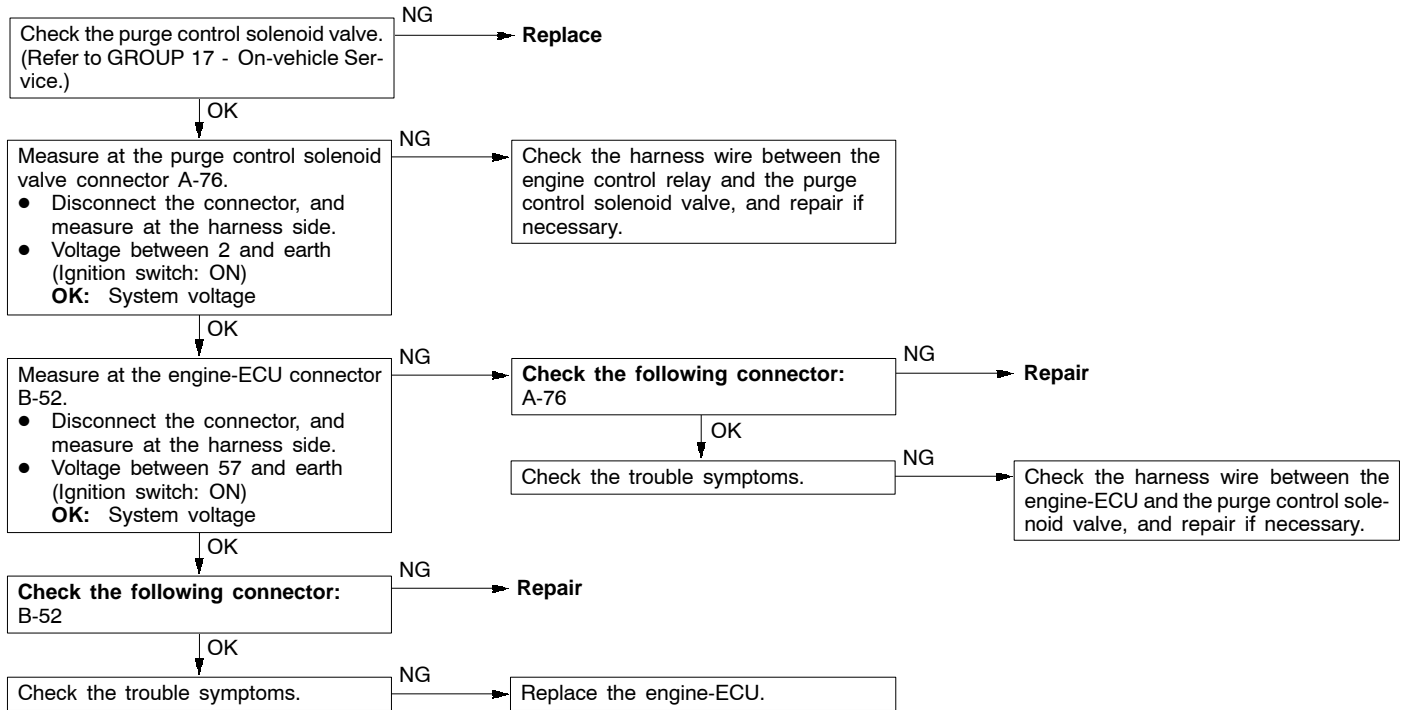 Check the purge control solenoid valve.
(Refer to GROUP 17 - On-vehicle Ser-
vice.)
NG
Replace
OK
Measure at the purge control solenoid
valve connector A-76.
● Disconnect the connector, and
measure at the harness side.
● Voltage between 2 and earth
(Ignition switch: ON)
OK: System voltage
NG
Check the harness wire between the
engine control relay and the purge
control solenoid valve, and repair if
necessary.
OK
Measure at the engine-ECU connector
B-52.
● Disconnect the connector, and
measure at the harness side.
● Voltage between 57 and earth
(Ignition switch: ON)
OK: System voltage
NG
Check the following connector:
A-76
NG
Repair
OK
Check the trouble symptoms.
NG
Check the harness wire between the
engine-ECU and the purge control sole-
noid valve, and repair if necessary.
OK
Check the following connector:
B-52
NG
Repair
OK
Check the trouble symptoms.
NG
Replace the engine-ECU.